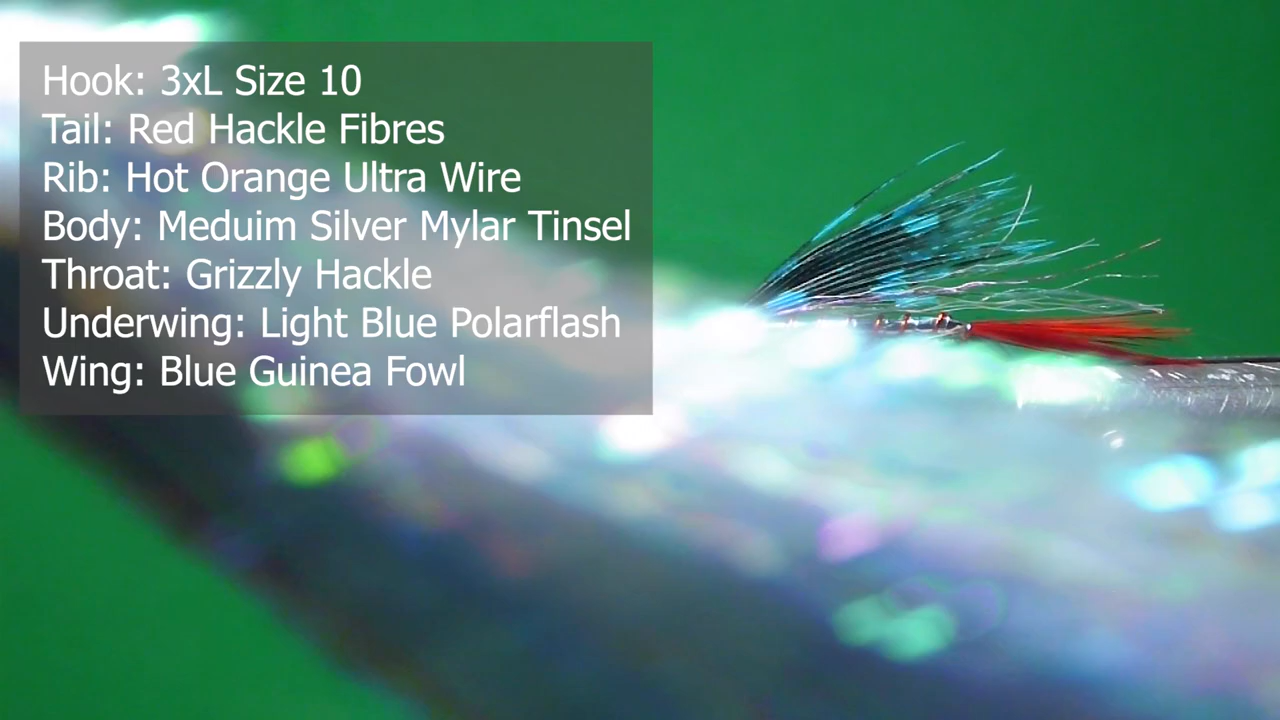 Hook: 3xL Size 10
Tail: Red Hackle Fibres
Rib: Hot Orange Ultra Wire
Body: Meduim Silver Mylar Tinsel
Throat: Grizzly Hackle
Underwing: Light Blue Polarflash
Wing: Blue Guinea Fowl